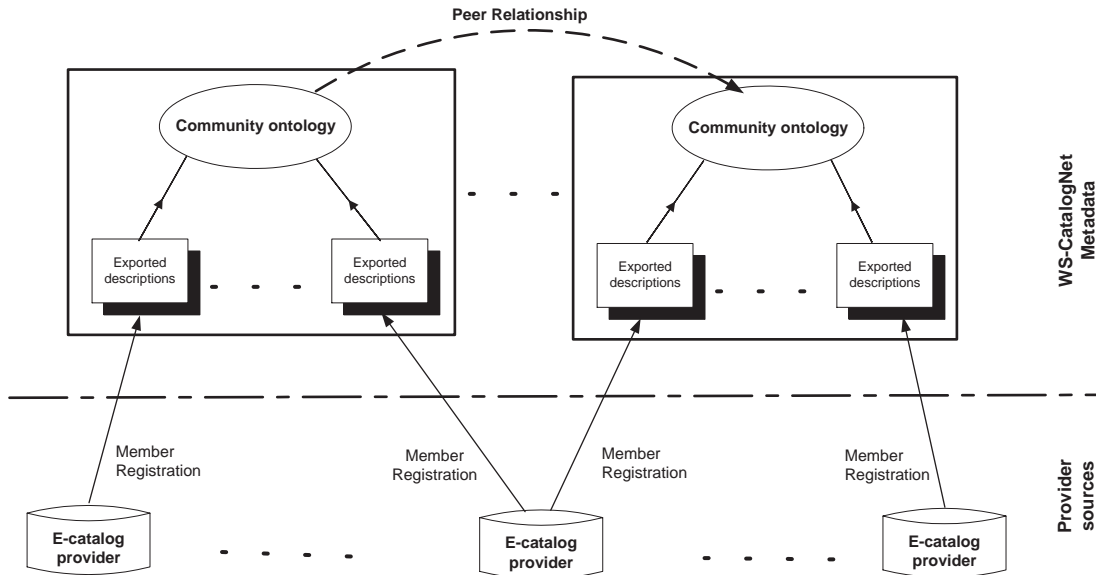 Peer Relationship
Community ontology
Community ontology
Exported
descriptions
Exported
descriptions
Exported
descriptions
Exported
descriptions
WS-CatalogNet
Metadata
Member
Registration
Member
Registration
Member
Registration
Member
Registration
E-catalog
provider
E-catalog
provider
E-catalog
provider
Provider
sources